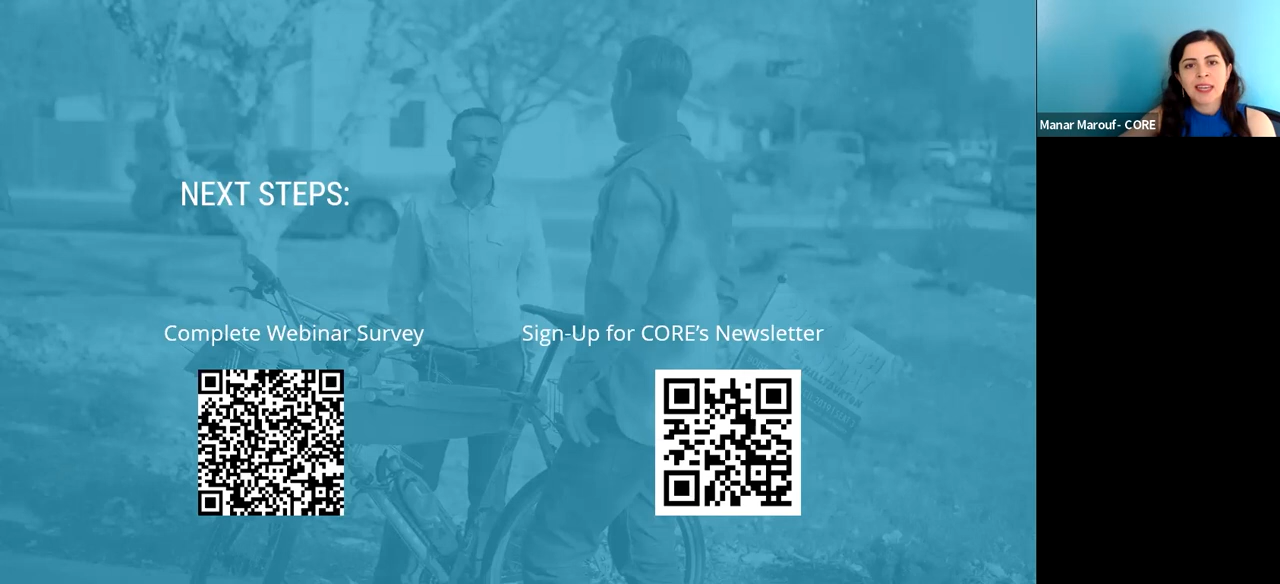 NEXT STEPS:
Complete Webinar Survey
Sign-Up for CORE’s Newsletter
Manar Marouf- CORE